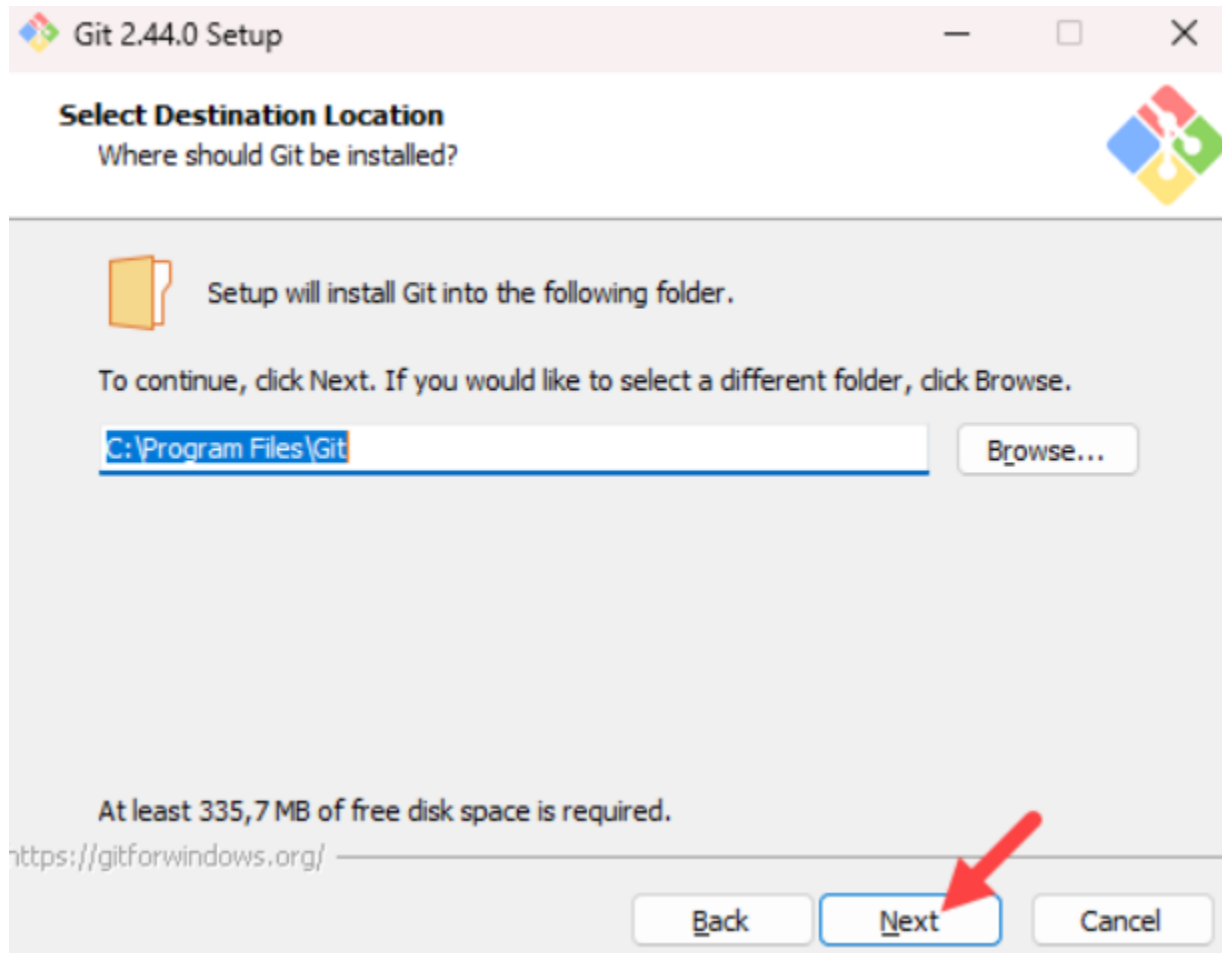 Git 2.44.0 Setup
Select Destination Location
Where should Git be installed?
Setup will install Git into the following folder.
To continue, click Next. If you would like to select a different folder, click Browse.
C:\Program Files\Git
Browse...
At least 335,7 MB of free disk space is required.
https://gitforwindows.org/
Back
Next
Cancel